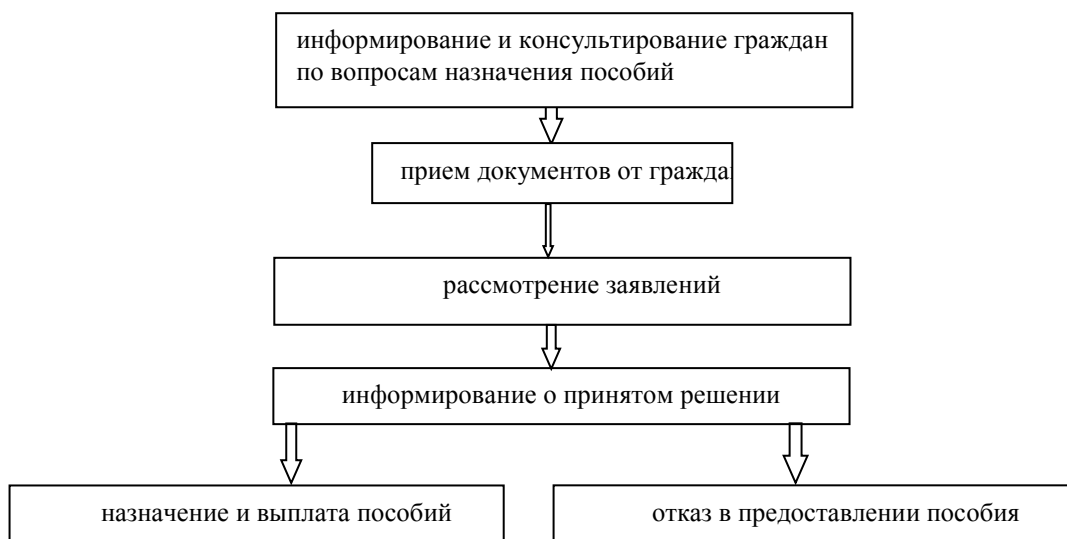 информирование и консультирование граждан
по вопросам назначения пособий
прием документов от гражда
рассмотрение заявлений
информирование о принятом решении
назначение и выплата пособий
отказ в предоставлении пособия